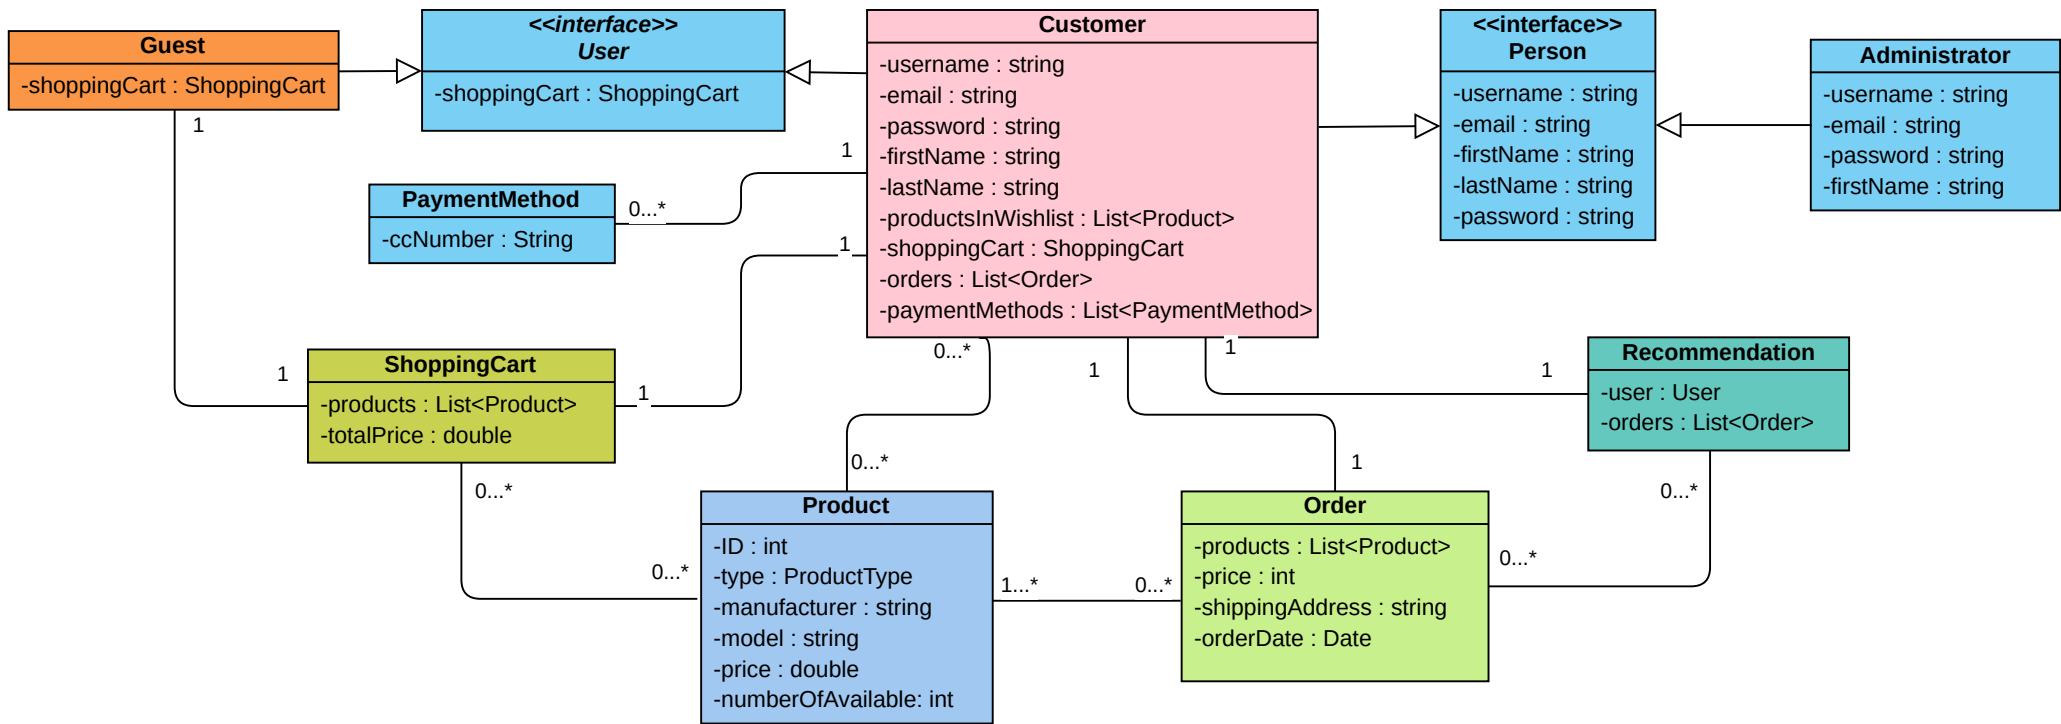 Guest
-shoppingCart : ShoppingCart
<<interface>>
User
-shoppingCart : ShoppingCart
Customer
-username : string
-email : string
-password : string
-firstName : string
-lastName : string
-productsInWishlist : List<Product>
-shoppingCart : ShoppingCart
-orders : List<Order>
-paymentMethods : List<PaymentMethod>
<<interface>>
Person
-username : string
-email : string
-firstName : string
-lastName : string
-password : string
Administrator
-username : string
-email : string
-password : string
-firstName : string
1
1
PaymentMethod
-ccNumber : String
0...*
1
1
1
ShoppingCart
-products : List<Product>
-totalPrice : double
0...*
0...*
0...*
0...*
1
1
1
1
Recommendation
-user : User
-orders : List<Order>
0...*
0...*
Product
-ID : int
-type : ProductType
-manufacturer : string
-model : string
-price : double
-numberOfAvailable: int
1...*
0...*
Order
-products : List<Product>
-price : int
-shippingAddress : string
-orderDate : Date